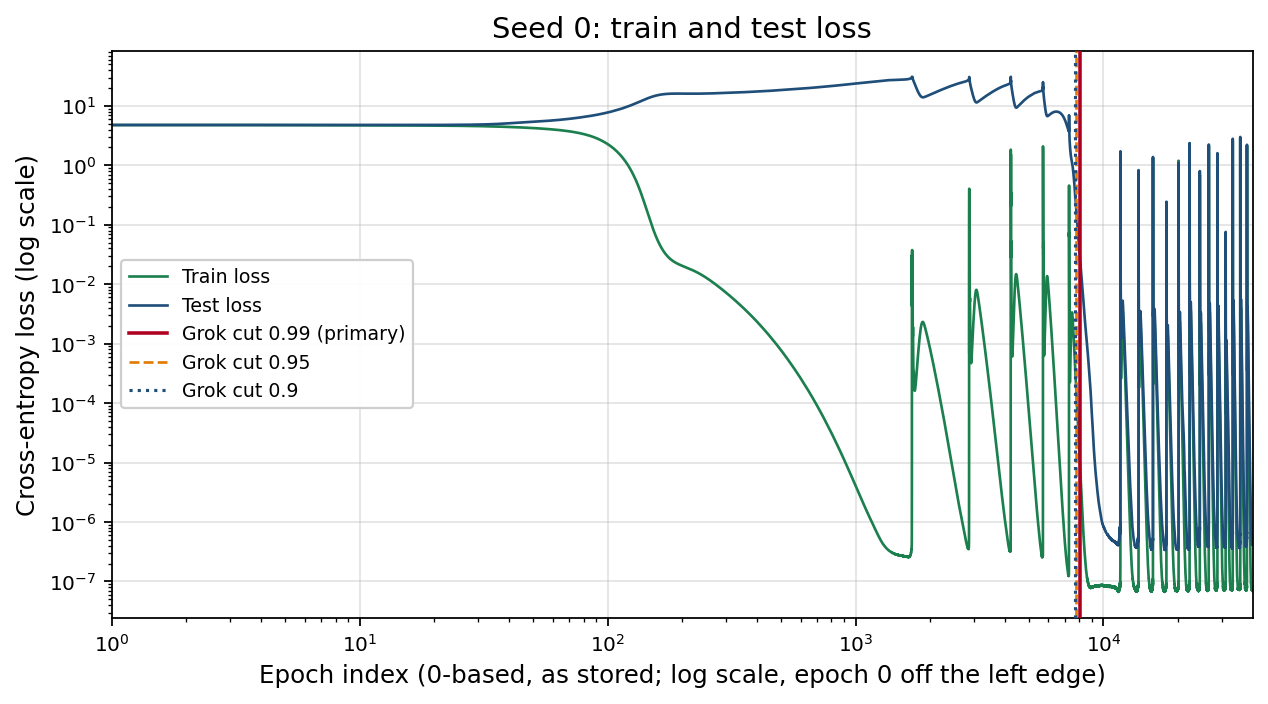 Seed 0: train and test loss
Cross-entropy loss (log scale)
10¹
10⁰
10⁻¹
10⁻²
10⁻³
10⁻⁴
10⁻⁵
10⁻⁶
10⁻⁷
Train loss
Test loss
Grok cut 0.99 (primary)
Grok cut 0.95
Grok cut 0.9
10⁰ 10¹ 10² 10³ 10⁴
Epoch index (0-based, as stored; log scale, epoch 0 off the left edge)